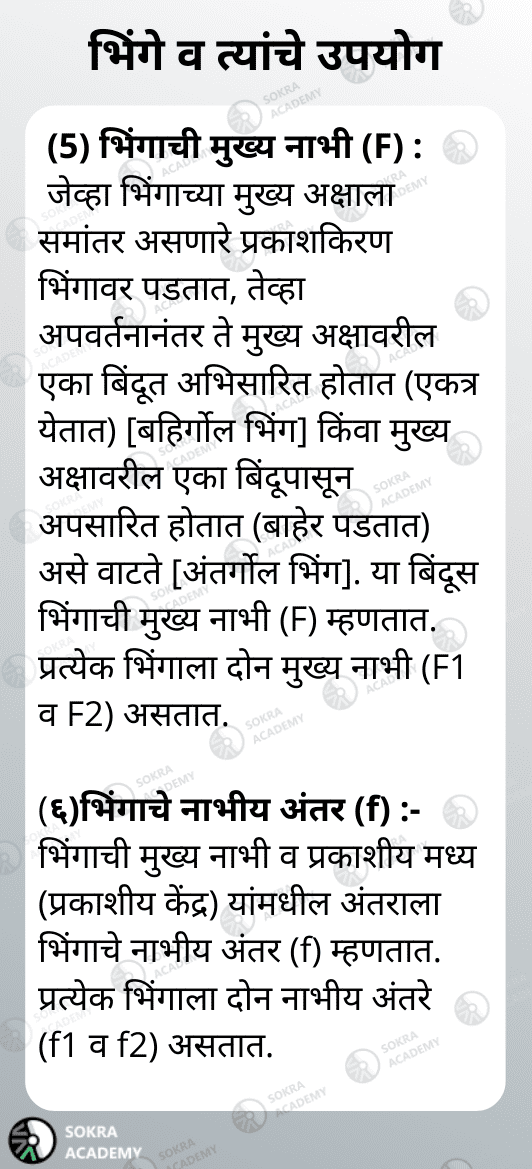 भिंगे व त्यांचे उपयोग
(5) भिंगाची मुख्य नाभी (F) :
जेव्हा भिंगाच्या मुख्य अक्षाला
समांतर असणारे प्रकाशकिरण
भिंगावर पडतात, तेव्हा
अपवर्तनानंतर ते मुख्य अक्षावरील
एका बिंदूत अभिसारित होतात (एकत्र
येतात) [बहिर्गोल भिंग] किंवा मुख्य
अक्षावरील एका बिंदूपासून
अपसारित होतात (बाहेर पडतात)
असे वाटते [अंतर्गोल भिंग]. या बिंदूस
भिंगाची मुख्य नाभी (F) म्हणतात.
प्रत्येक भिंगाला दोन मुख्य नाभी (F1
व F2) असतात.
(६)भिंगाचे नाभीय अंतर (f) :-
भिंगाची मुख्य नाभी व प्रकाशीय मध्य
(प्रकाशीय केंद्र) यांमधील अंतराला
भिंगाचे नाभीय अंतर (f) म्हणतात.
प्रत्येक भिंगाला दोन नाभीय अंतरे
(f1 व f2) असतात.
SOKRA
ACADEMY